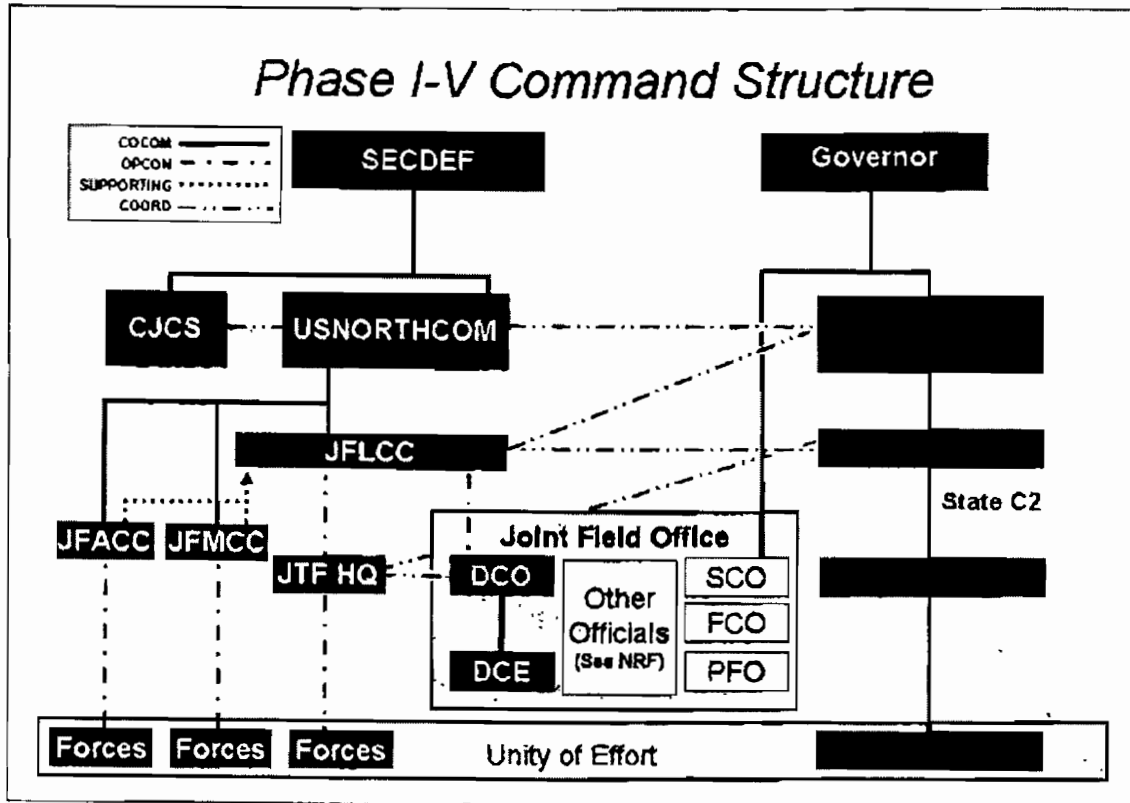 Phase I-V Command Structure
COCOM
OPCON
SUPPORTING
COORD
SECDEF
Governor
CJCS
USNORTHCOM
JFLCC
State C2
JFACC
JFMCC
JTF HQ
Joint Field Office
DCO
DCE
Other
Officials
(See NRF)
SCO
FCO
PFO
Forces
Forces
Forces
Unity of Effort